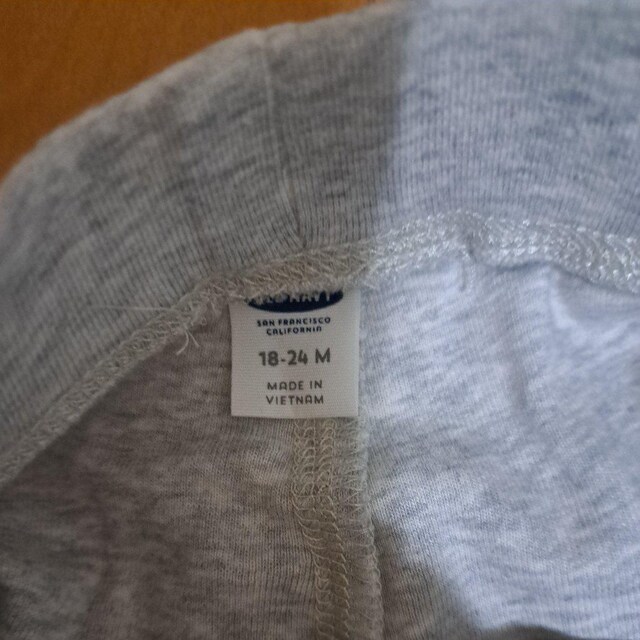 SAN FRANCISCO
CALIFORNIA
18-24 M
MADE IN
VIETNAM